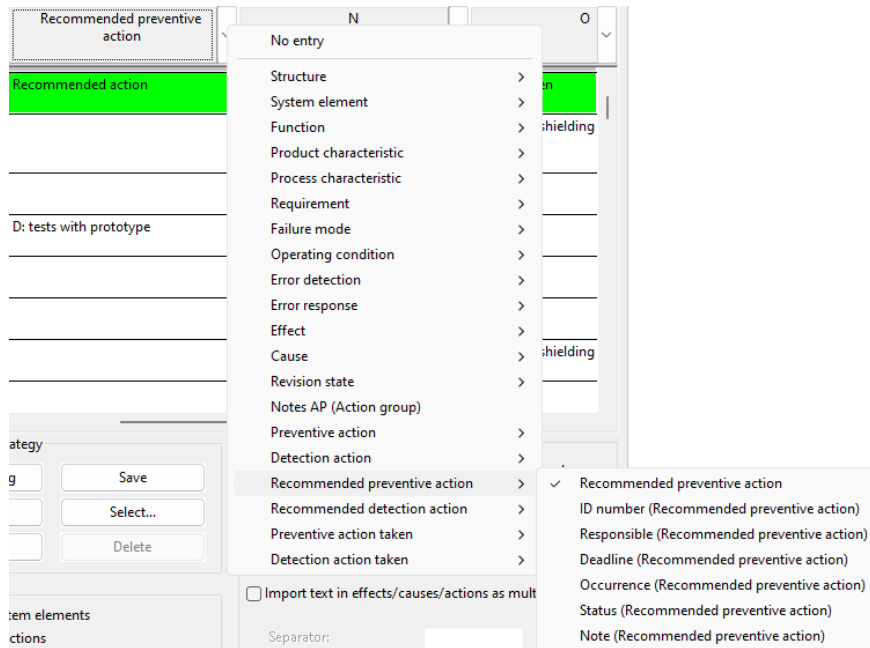 Recommended preventive
action
N
O
No entry
Recommended action
en
Structure
System element
Function
shielding
Product characteristic
Process characteristic
Requirement
D: tests with prototype
Failure mode
Operating condition
Error detection
Error response
Effect
Cause
shielding
Revision state
Notes AP (Action group)
Preventive action
ategy
Detection action
g
Save
Recommended preventive action
Recommended preventive action
Select...
Recommended detection action
ID number (Recommended preventive action)
Preventive action taken
Responsible (Recommended preventive action)
Delete
Detection action taken
Deadline (Recommended preventive action)
Import text in effects/causes/actions as mult
Occurrence (Recommended preventive action)
tem elements
Status (Recommended preventive action)
ctions
Separator:
Note (Recommended preventive action)